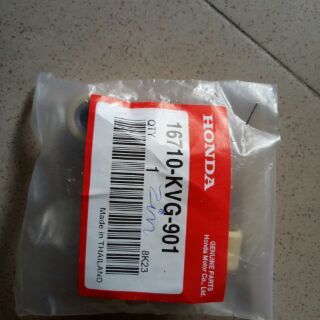 HONDA
GENUINE PARTS
Honda Motor Co., Ltd.
16710-KVG-901
QTY 1
8K23
Made in THAILAND